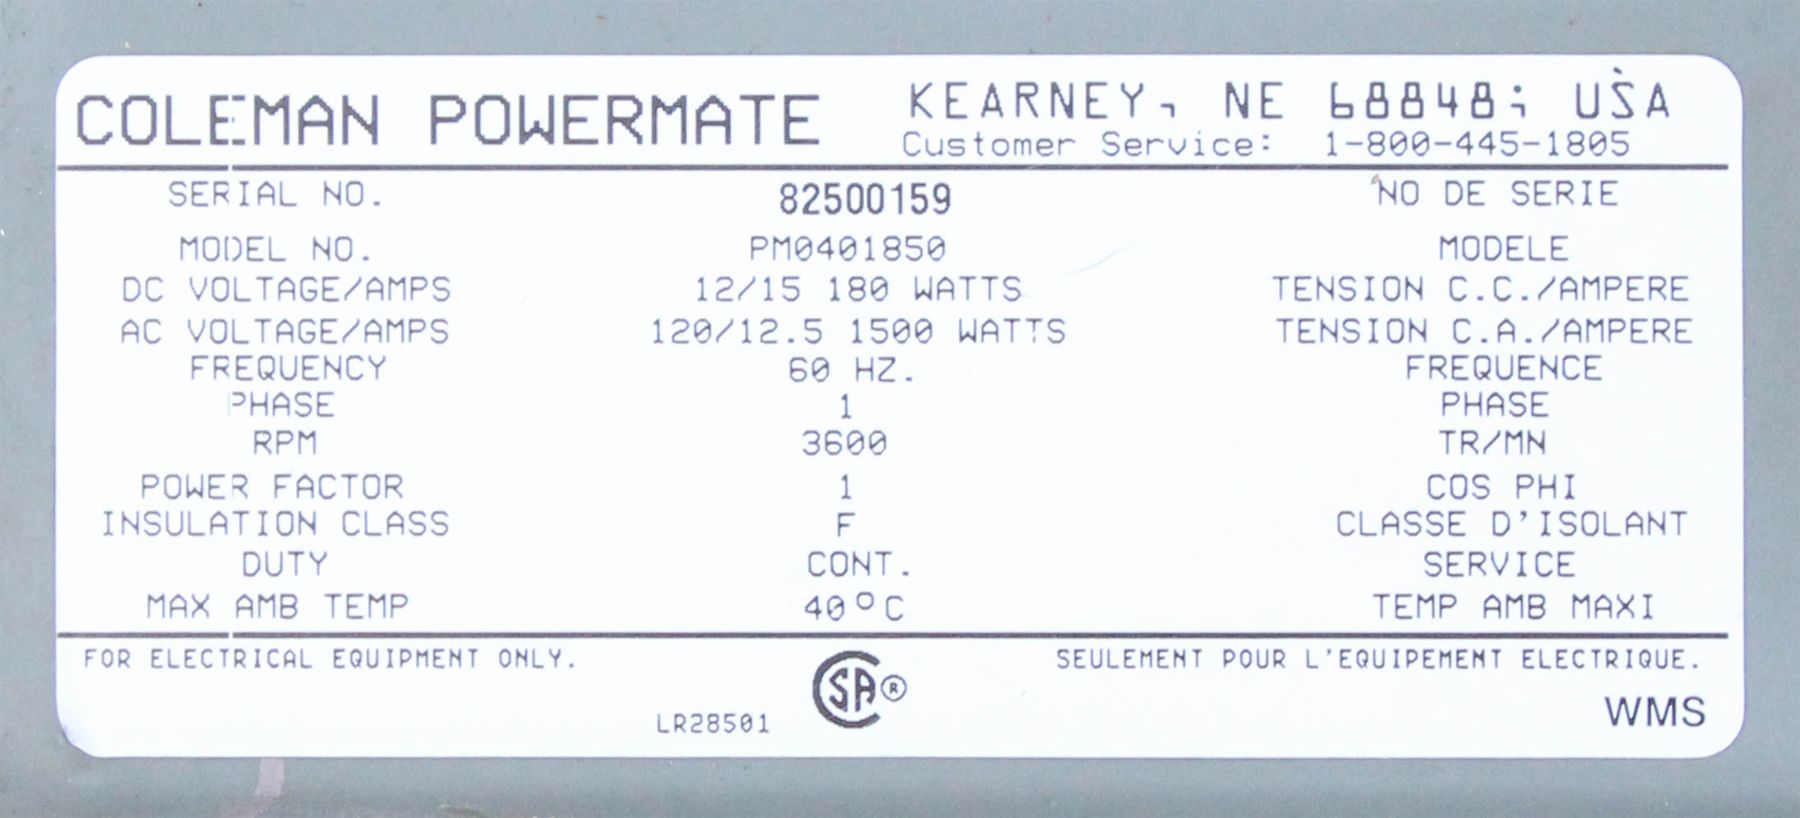 COLEMAN POWERMATE KEARNEY, NE 68848; USA
Customer Service: 1-800-445-1805
SERIAL NO. 82500159 NO DE SERIE
MODEL NO. PM0401850 MODELE
DC VOLTAGE/AMPS 12/15 180 WATTS TENSION C.C./AMPERE
AC VOLTAGE/AMPS 120/12.5 1500 WATTS TENSION C.A./AMPERE
FREQUENCY 60 HZ. FREQUENCE
PHASE 1 PHASE
RPM 3600 TR/MN
POWER FACTOR 1 COS PHI
INSULATION CLASS F CLASSE D'ISOLANT
DUTY CONT. SERVICE
MAX AMB TEMP 40°C TEMP AMB MAXI
FOR ELECTRICAL EQUIPMENT ONLY. SEULEMENT POUR L'EQUIPEMENT ELECTRIQUE.
LR28501 CSA® WMS